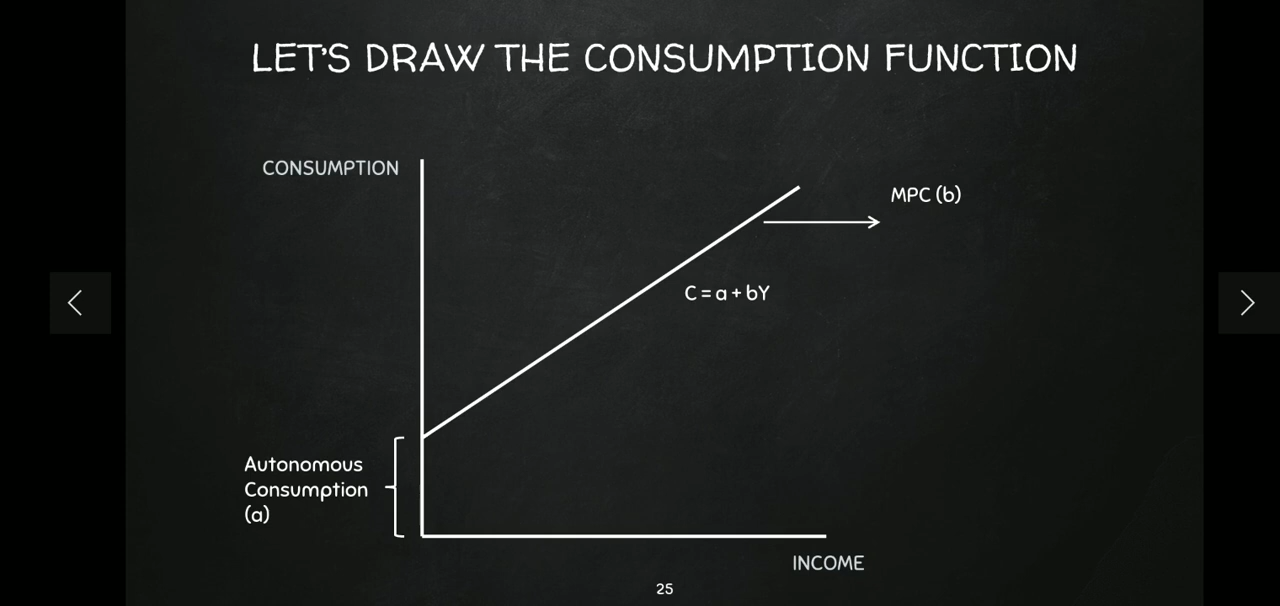 LET'S DRAW THE CONSUMPTION FUNCTION
CONSUMPTION
MPC (b)
C = a + bY
Autonomous
Consumption
(a)
INCOME
25